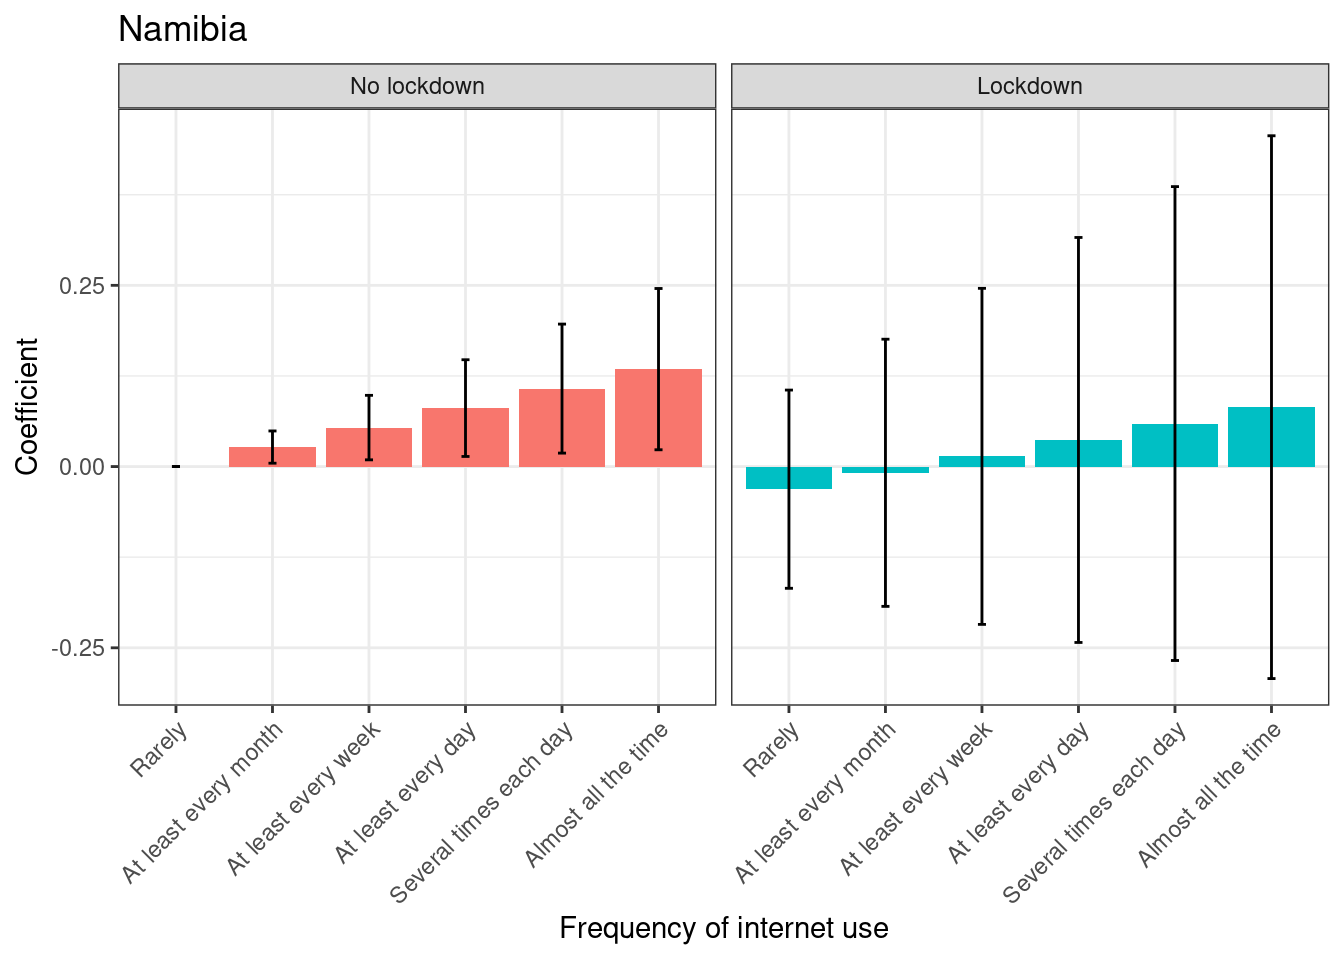 Namibia
No lockdown
Lockdown
Coefficient
0.25
0.00
-0.25
Rarely
At least every month
At least every week
At least every day
Several times each day
Almost all the time
Rarely
At least every month
At least every week
At least every day
Several times each day
Almost all the time
Frequency of internet use